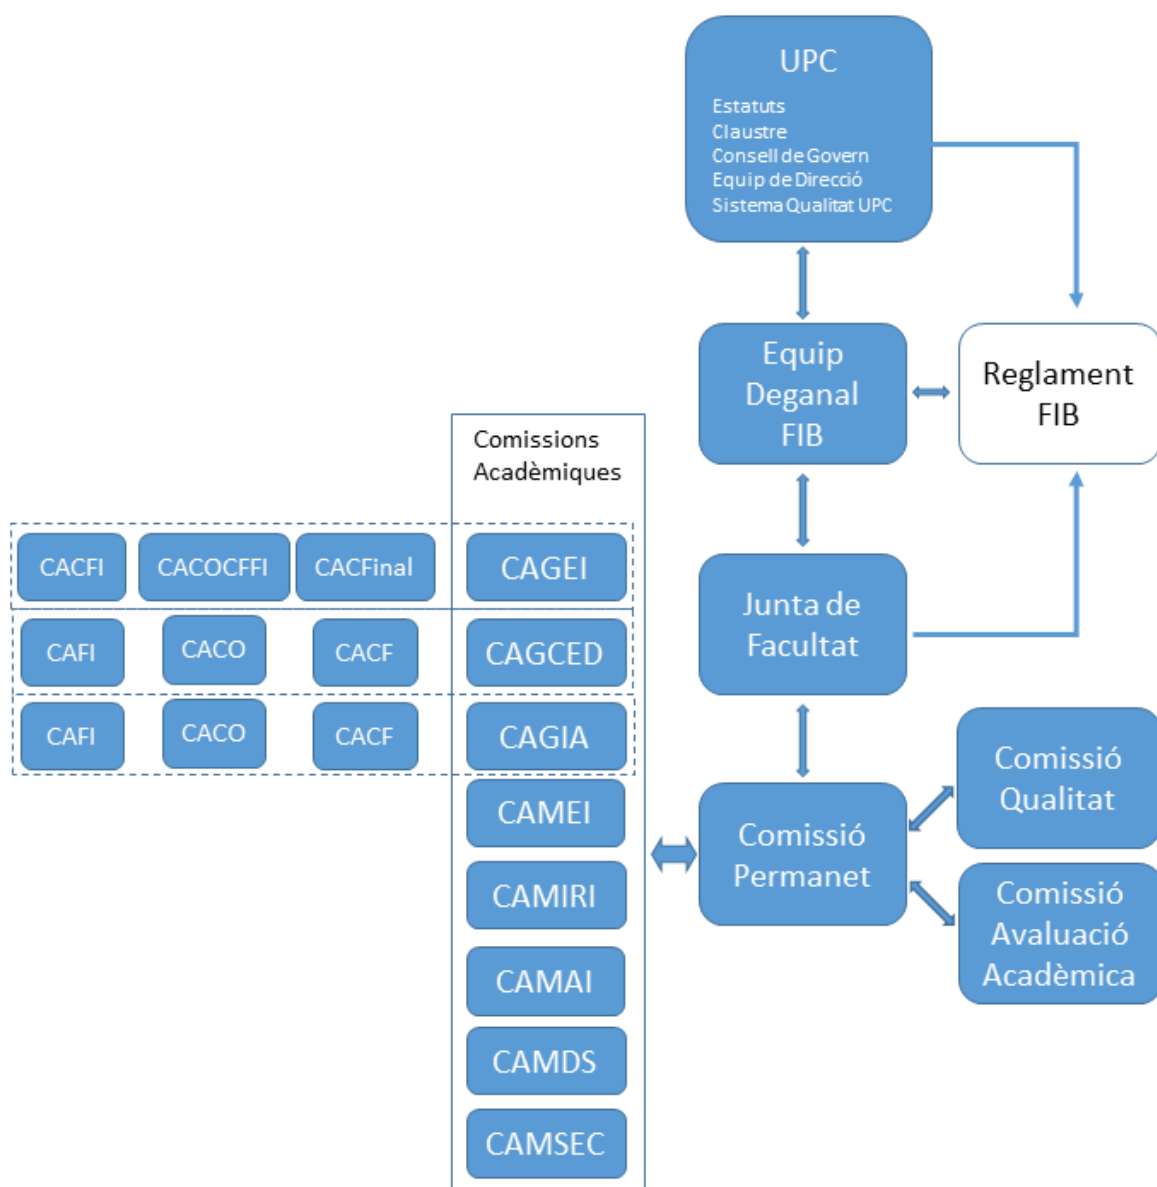 UPC
Estatuts
Claustre
Consell de Govern
Equip de Direcció
Sistema Qualitat UPC
Equip
Deganal
FIB
Reglament
FIB
Comissions
Acadèmiques
CACFI
CACOCFFI
CACFinal
CAGEI
Junta de
Facultat
CAFI
CACO
CACF
CAGCED
CAFI
CACO
CACF
CAGIA
Comissió
Qualitat
CAMEI
Comissió
Permanet
CAMIRI
Comissió
Avaluació
Acadèmica
CAMAI
CAMDS
CAMSEC